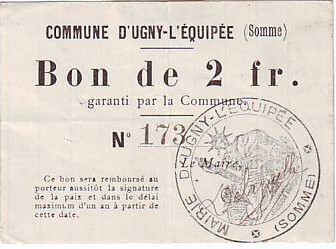 COMMUNE D'UGNY-L'ÉQUIPÉE (Somme)
Bon de 2 fr.
garanti par la Commune.
N° 173
Le Maire,
MAIRIE D'UGNY-L'ÉQUIPÉE
(SOMME)
Ce bon sera remboursé au
porteur aussitôt la signature
de la paix et dans le délai
maximum d'un an à partir de
cette date.